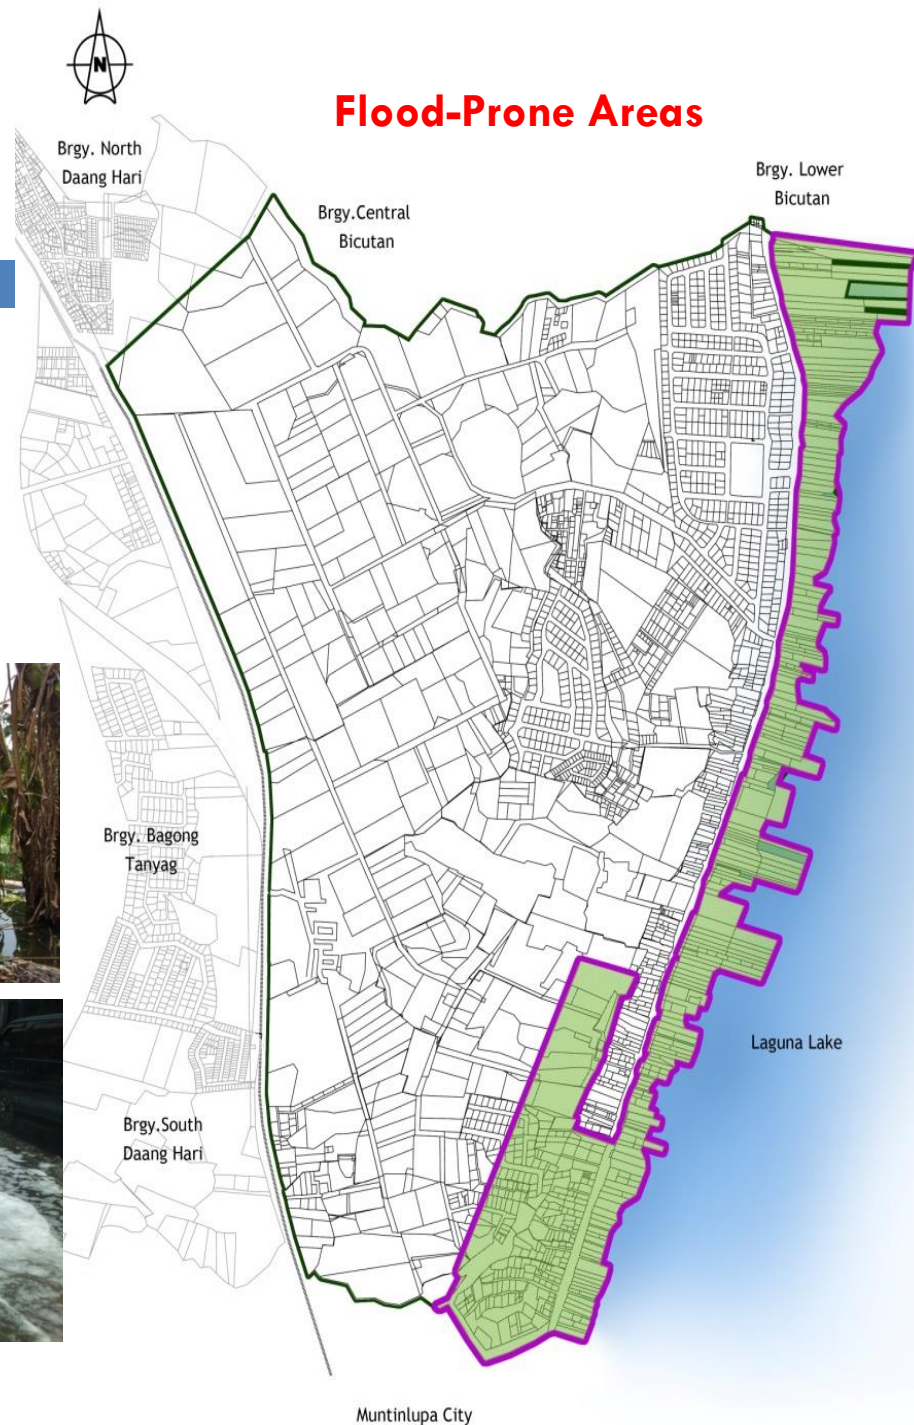 N
Flood-Prone Areas
Brgy. North
Daang Hari
Brgy. Lower
Bicutan
Brgy.Central
Bicutan
Brgy. Bagong
Tanyag
Laguna Lake
Brgy.South
Daang Hari
Muntinlupa City